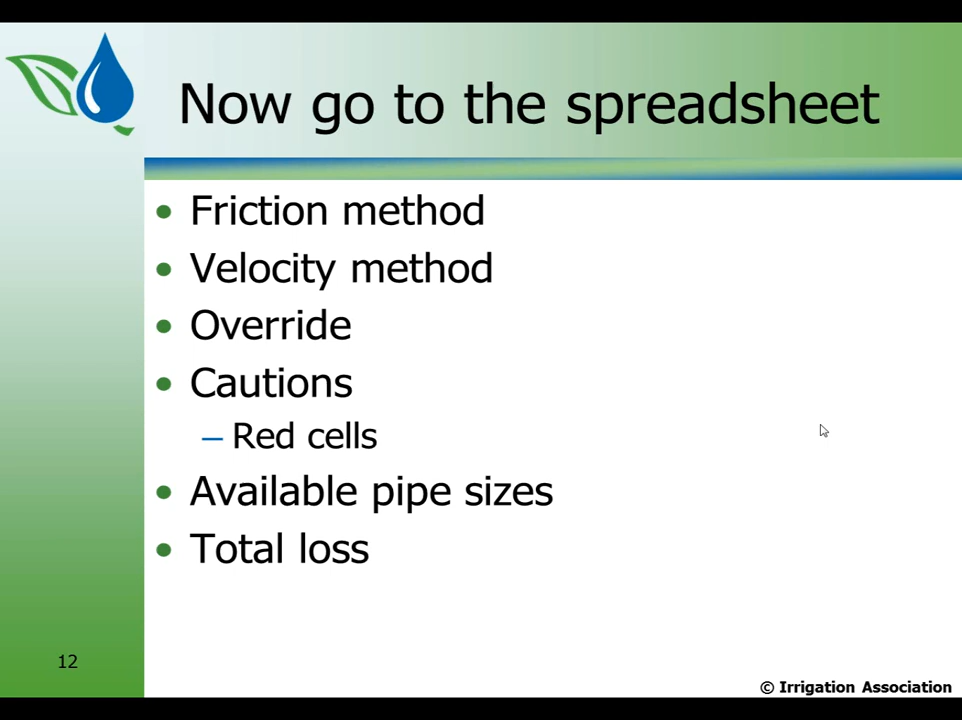 Now go to the spreadsheet
• Friction method
• Velocity method
• Override
• Cautions
– Red cells
• Available pipe sizes
• Total loss
12
© Irrigation Association